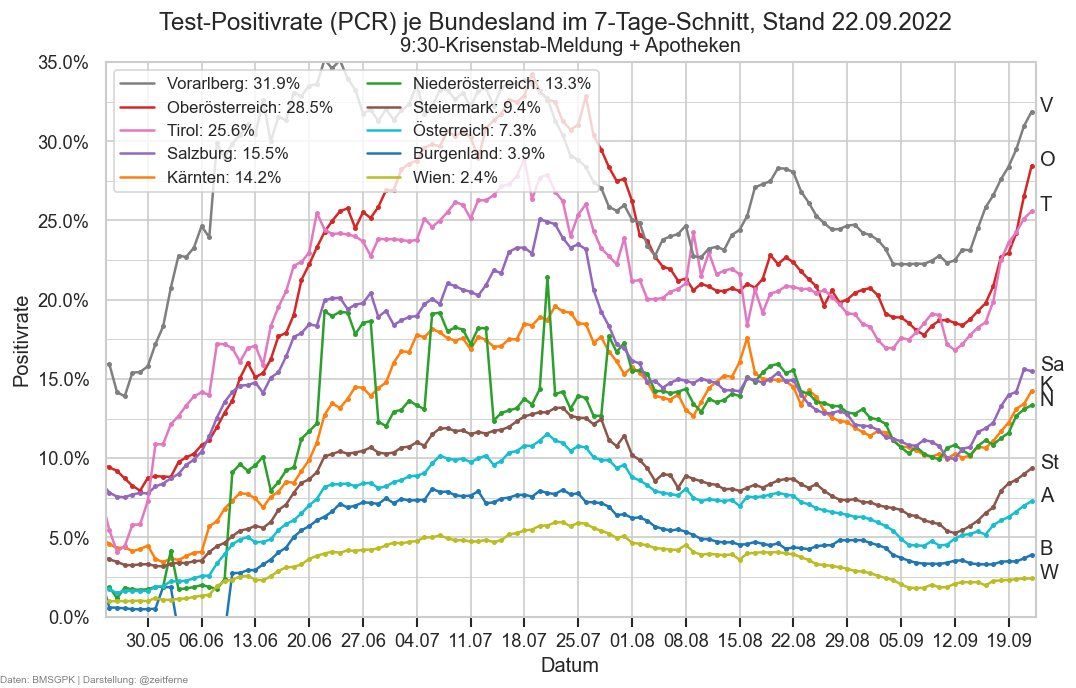 Test-Positivrate (PCR) je Bundesland im 7-Tage-Schnitt, Stand 22.09.2022
9:30-Krisenstab-Meldung + Apotheken
Vorarlberg: 31.9%
Oberösterreich: 28.5%
Tirol: 25.6%
Salzburg: 15.5%
Kärnten: 14.2%
Niederösterreich: 13.3%
Steiermark: 9.4%
Österreich: 7.3%
Burgenland: 3.9%
Wien: 2.4%
Positivrate
35.0%
30.0%
25.0%
20.0%
15.0%
10.0%
5.0%
0.0%
V
O
T
Sa
K
N
St
A
B
W
30.05 06.06 13.06 20.06 27.06 04.07 11.07 18.07 25.07 01.08 08.08 15.08 22.08 29.08 05.09 12.09 19.09
Datum
Daten: BMSGPK | Darstellung: @zeitferne